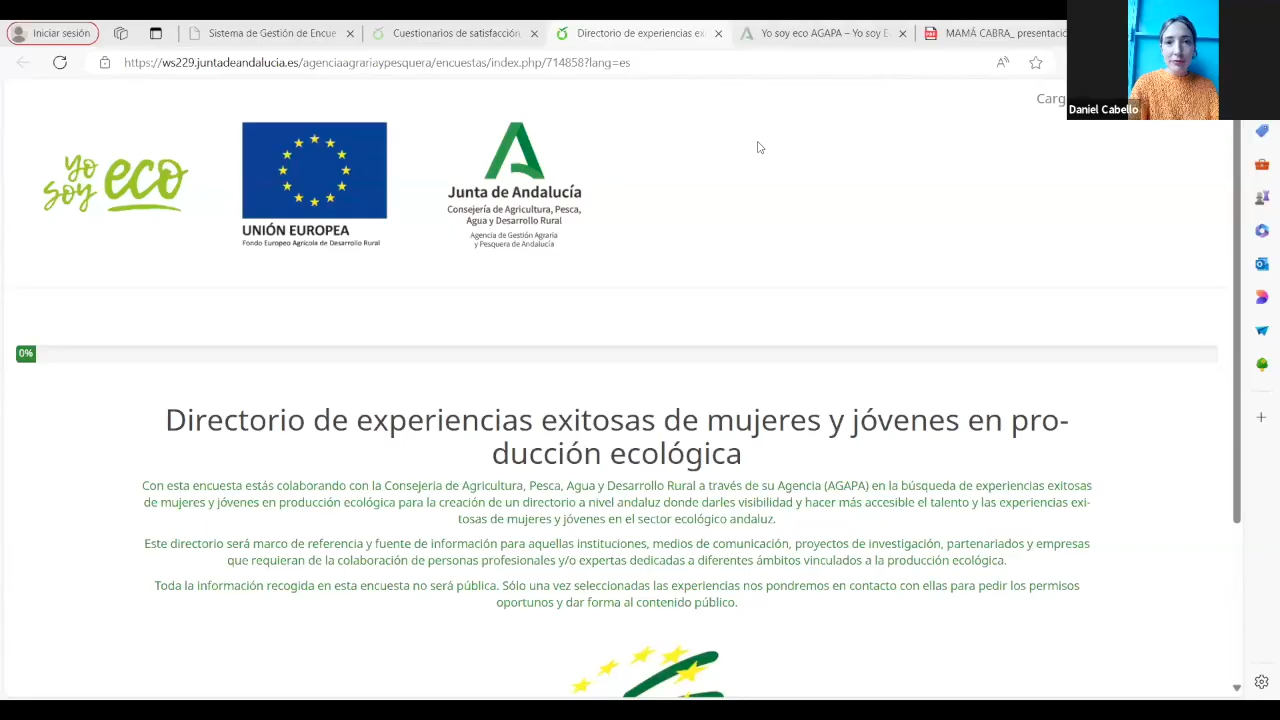 Iniciar sesión
Sistema de Gestión de Encue
Cuestionarios de satisfacción,
Directorio de experiencias ex
Yo soy eco AGAPA – Yo soy E
MAMÁ CABRA_ presentació
https://ws229.juntadeandalucia.es/agenciaagrariaypesquera/encuestas/index.php/714858?lang=es
Daniel Cabello
Carg
yo soy eco
UNIÓN EUROPEA
Fondo Europeo Agrícola de Desarrollo Rural
Junta de Andalucía
Consejería de Agricultura, Pesca,
Agua y Desarrollo Rural
Agencia de Gestión Agraria
y Pesquera de Andalucía
0%
Directorio de experiencias exitosas de mujeres y jóvenes en pro-
ducción ecológica
Con esta encuesta estás colaborando con la Consejería de Agricultura, Pesca, Agua y Desarrollo Rural a través de su Agencia (AGAPA) en la búsqueda de experiencias exitosas
de mujeres y jóvenes en producción ecológica para la creación de un directorio a nivel andaluz donde darles visibilidad y hacer más accesible el talento y las experiencias exi-
tosas de mujeres y jóvenes en el sector ecológico andaluz.
Este directorio será marco de referencia y fuente de información para aquellas instituciones, medios de comunicación, proyectos de investigación, partenariados y empresas
que requieran de la colaboración de personas profesionales y/o expertas dedicadas a diferentes ámbitos vinculados a la producción ecológica.
Toda la información recogida en esta encuesta no será pública. Sólo una vez seleccionadas las experiencias nos pondremos en contacto con ellas para pedir los permisos
oportunos y dar forma al contenido público.